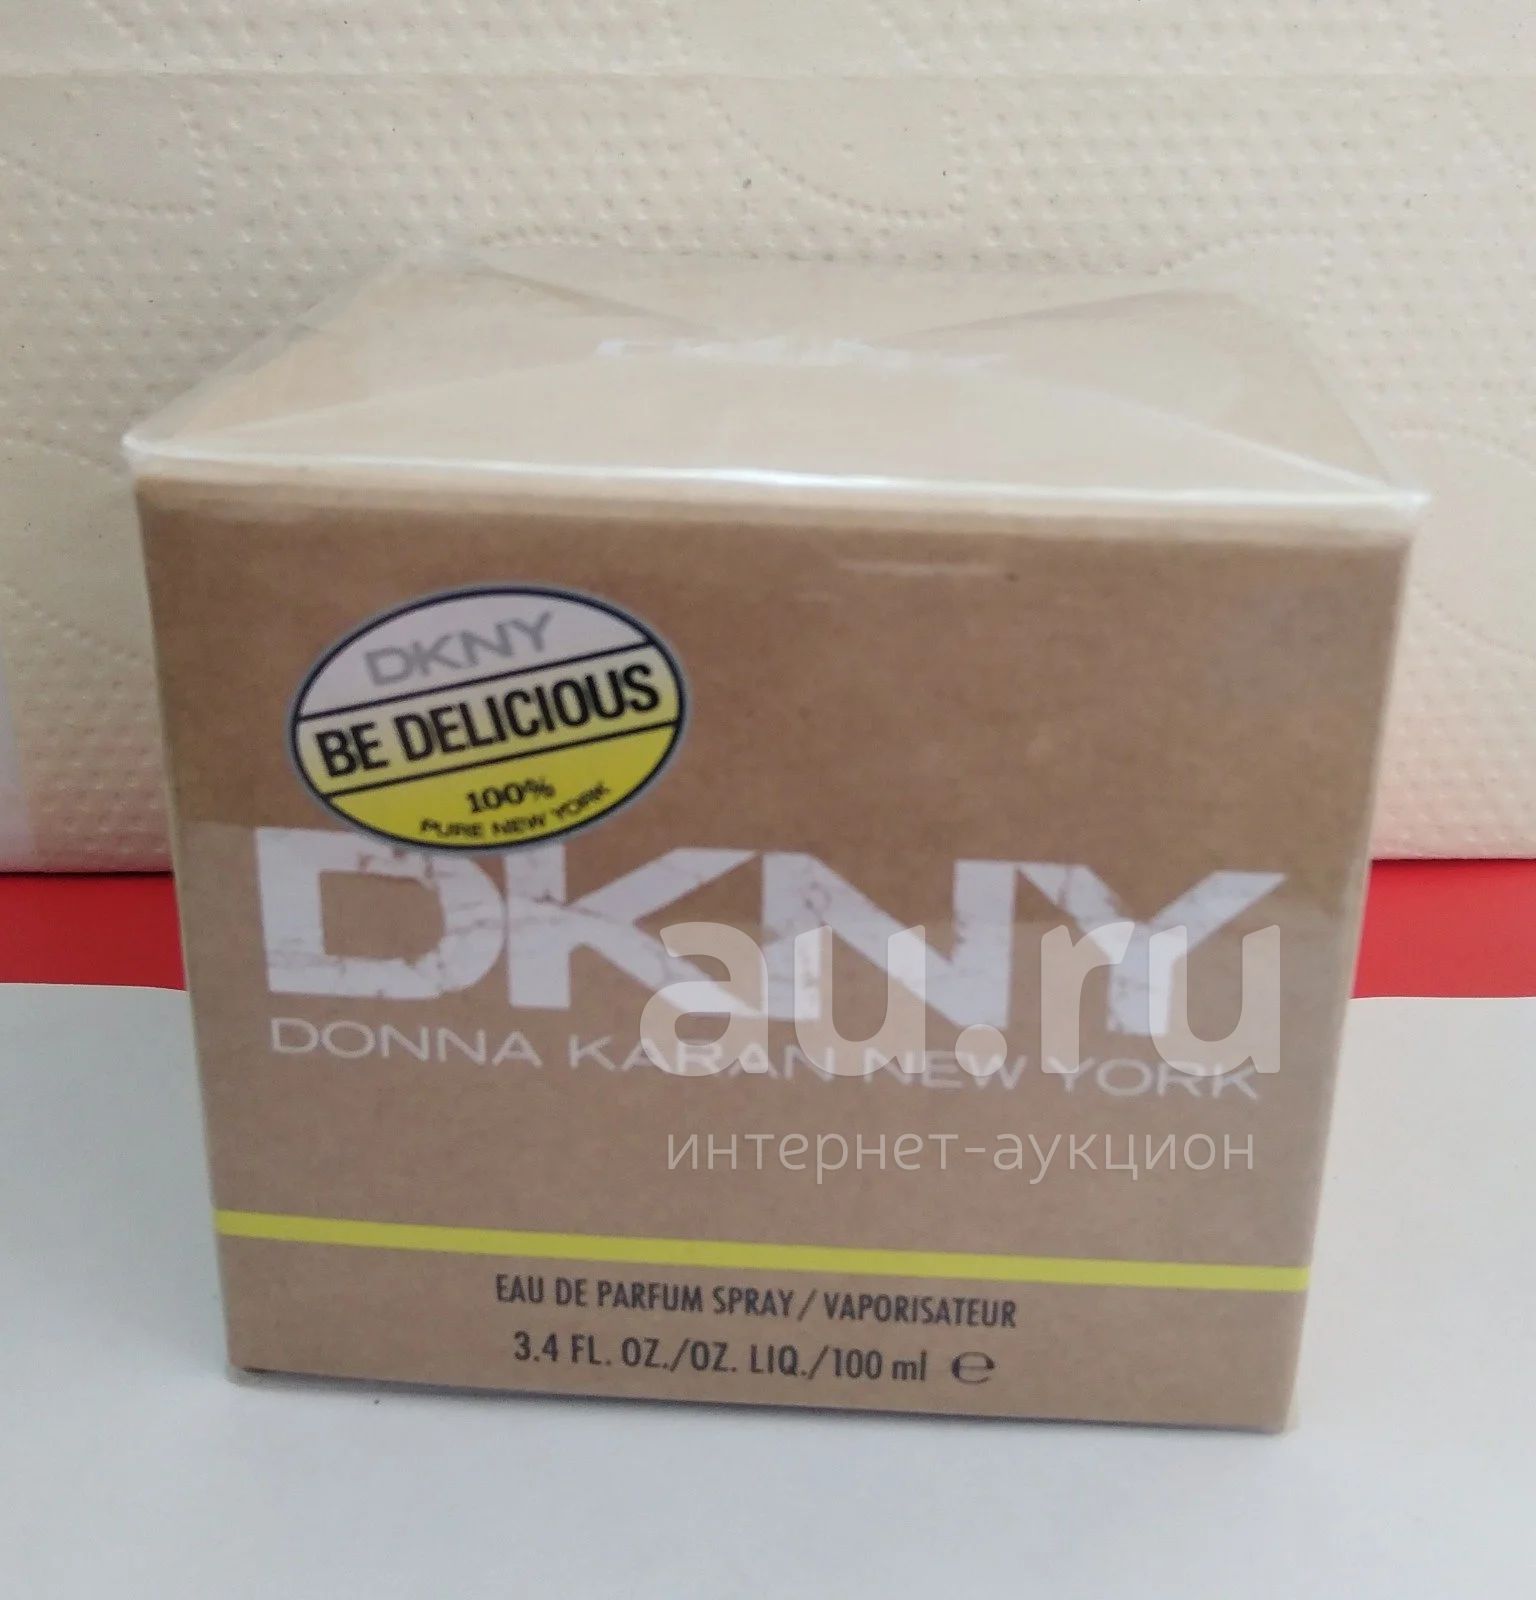 DKNY
BE DELICIOUS
100%
PURE NEW YORK
DKNY
DONNA KARAN NEW YORK
au.ru
интернет-аукцион
EAU DE PARFUM SPRAY/VAPORISATEUR
3.4 FL. OZ./OZ. LIQ./100 ml ℮